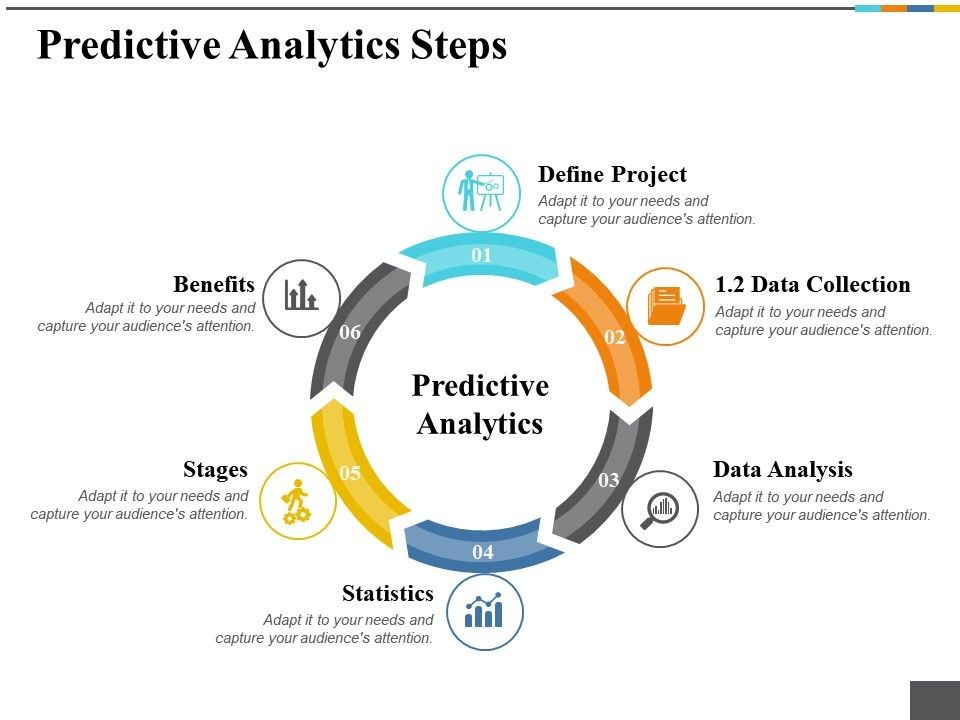 Predictive Analytics Steps
Define Project
Adapt it to your needs and
capture your audience's attention.
01
1.2 Data Collection
Adapt it to your needs and
capture your audience's attention.
02
Data Analysis
Adapt it to your needs and
capture your audience's attention.
03
Statistics
Adapt it to your needs and
capture your audience's attention.
04
Stages
Adapt it to your needs and
capture your audience's attention.
05
Benefits
Adapt it to your needs and
capture your audience's attention.
06
Predictive
Analytics